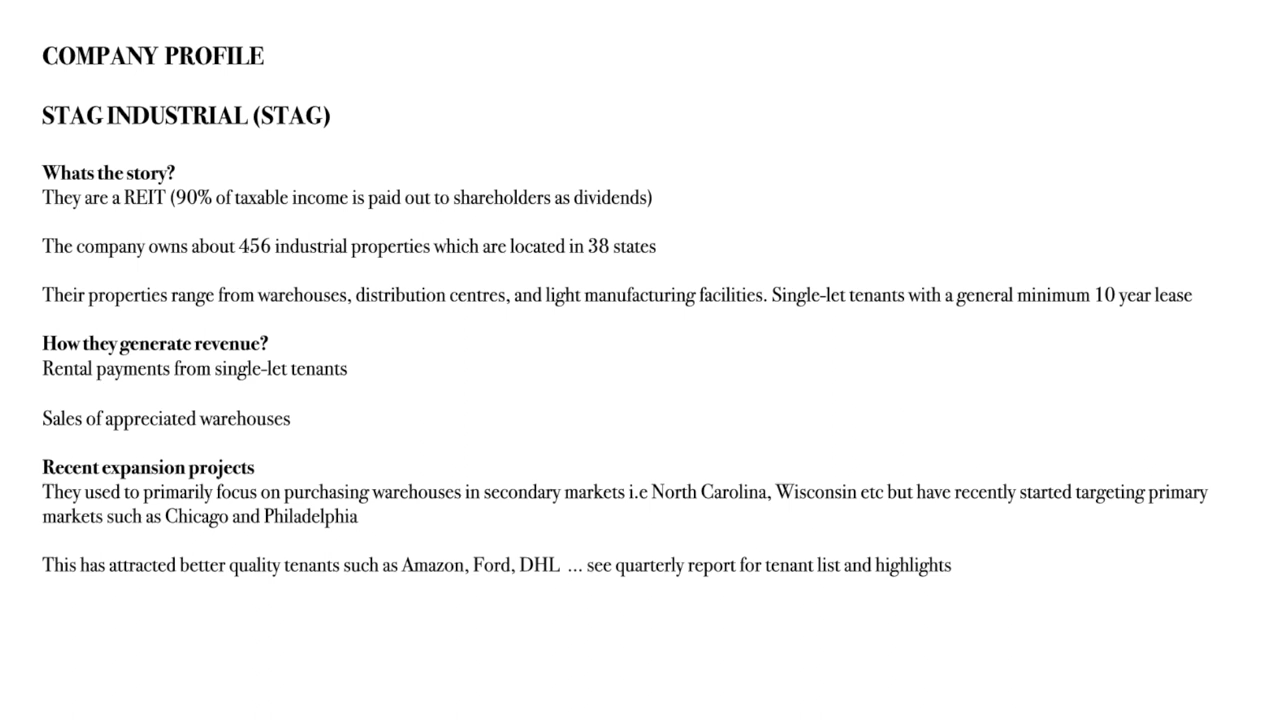 COMPANY PROFILE
STAG INDUSTRIAL (STAG)
Whats the story?
They are a REIT (90% of taxable income is paid out to shareholders as dividends)
The company owns about 456 industrial properties which are located in 38 states
Their properties range from warehouses, distribution centres, and light manufacturing facilities. Single-let tenants with a general minimum 10 year lease
How they generate revenue?
Rental payments from single-let tenants
Sales of appreciated warehouses
Recent expansion projects
They used to primarily focus on purchasing warehouses in secondary markets i.e North Carolina, Wisconsin etc but have recently started targeting primary
markets such as Chicago and Philadelphia
This has attracted better quality tenants such as Amazon, Ford, DHL ... see quarterly report for tenant list and highlights